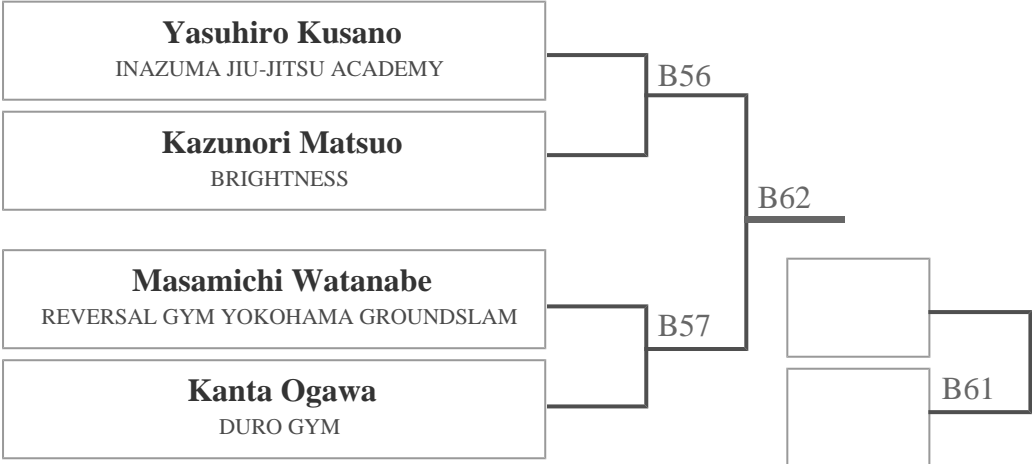 Yasuhiro Kusano
INAZUMA JIU-JITSU ACADEMY
B56
Kazunori Matsuo
BRIGHTNESS
B62
Masamichi Watanabe
REVERSAL GYM YOKOHAMA GROUNDSLAM
B57
Kanta Ogawa
DURO GYM
B61